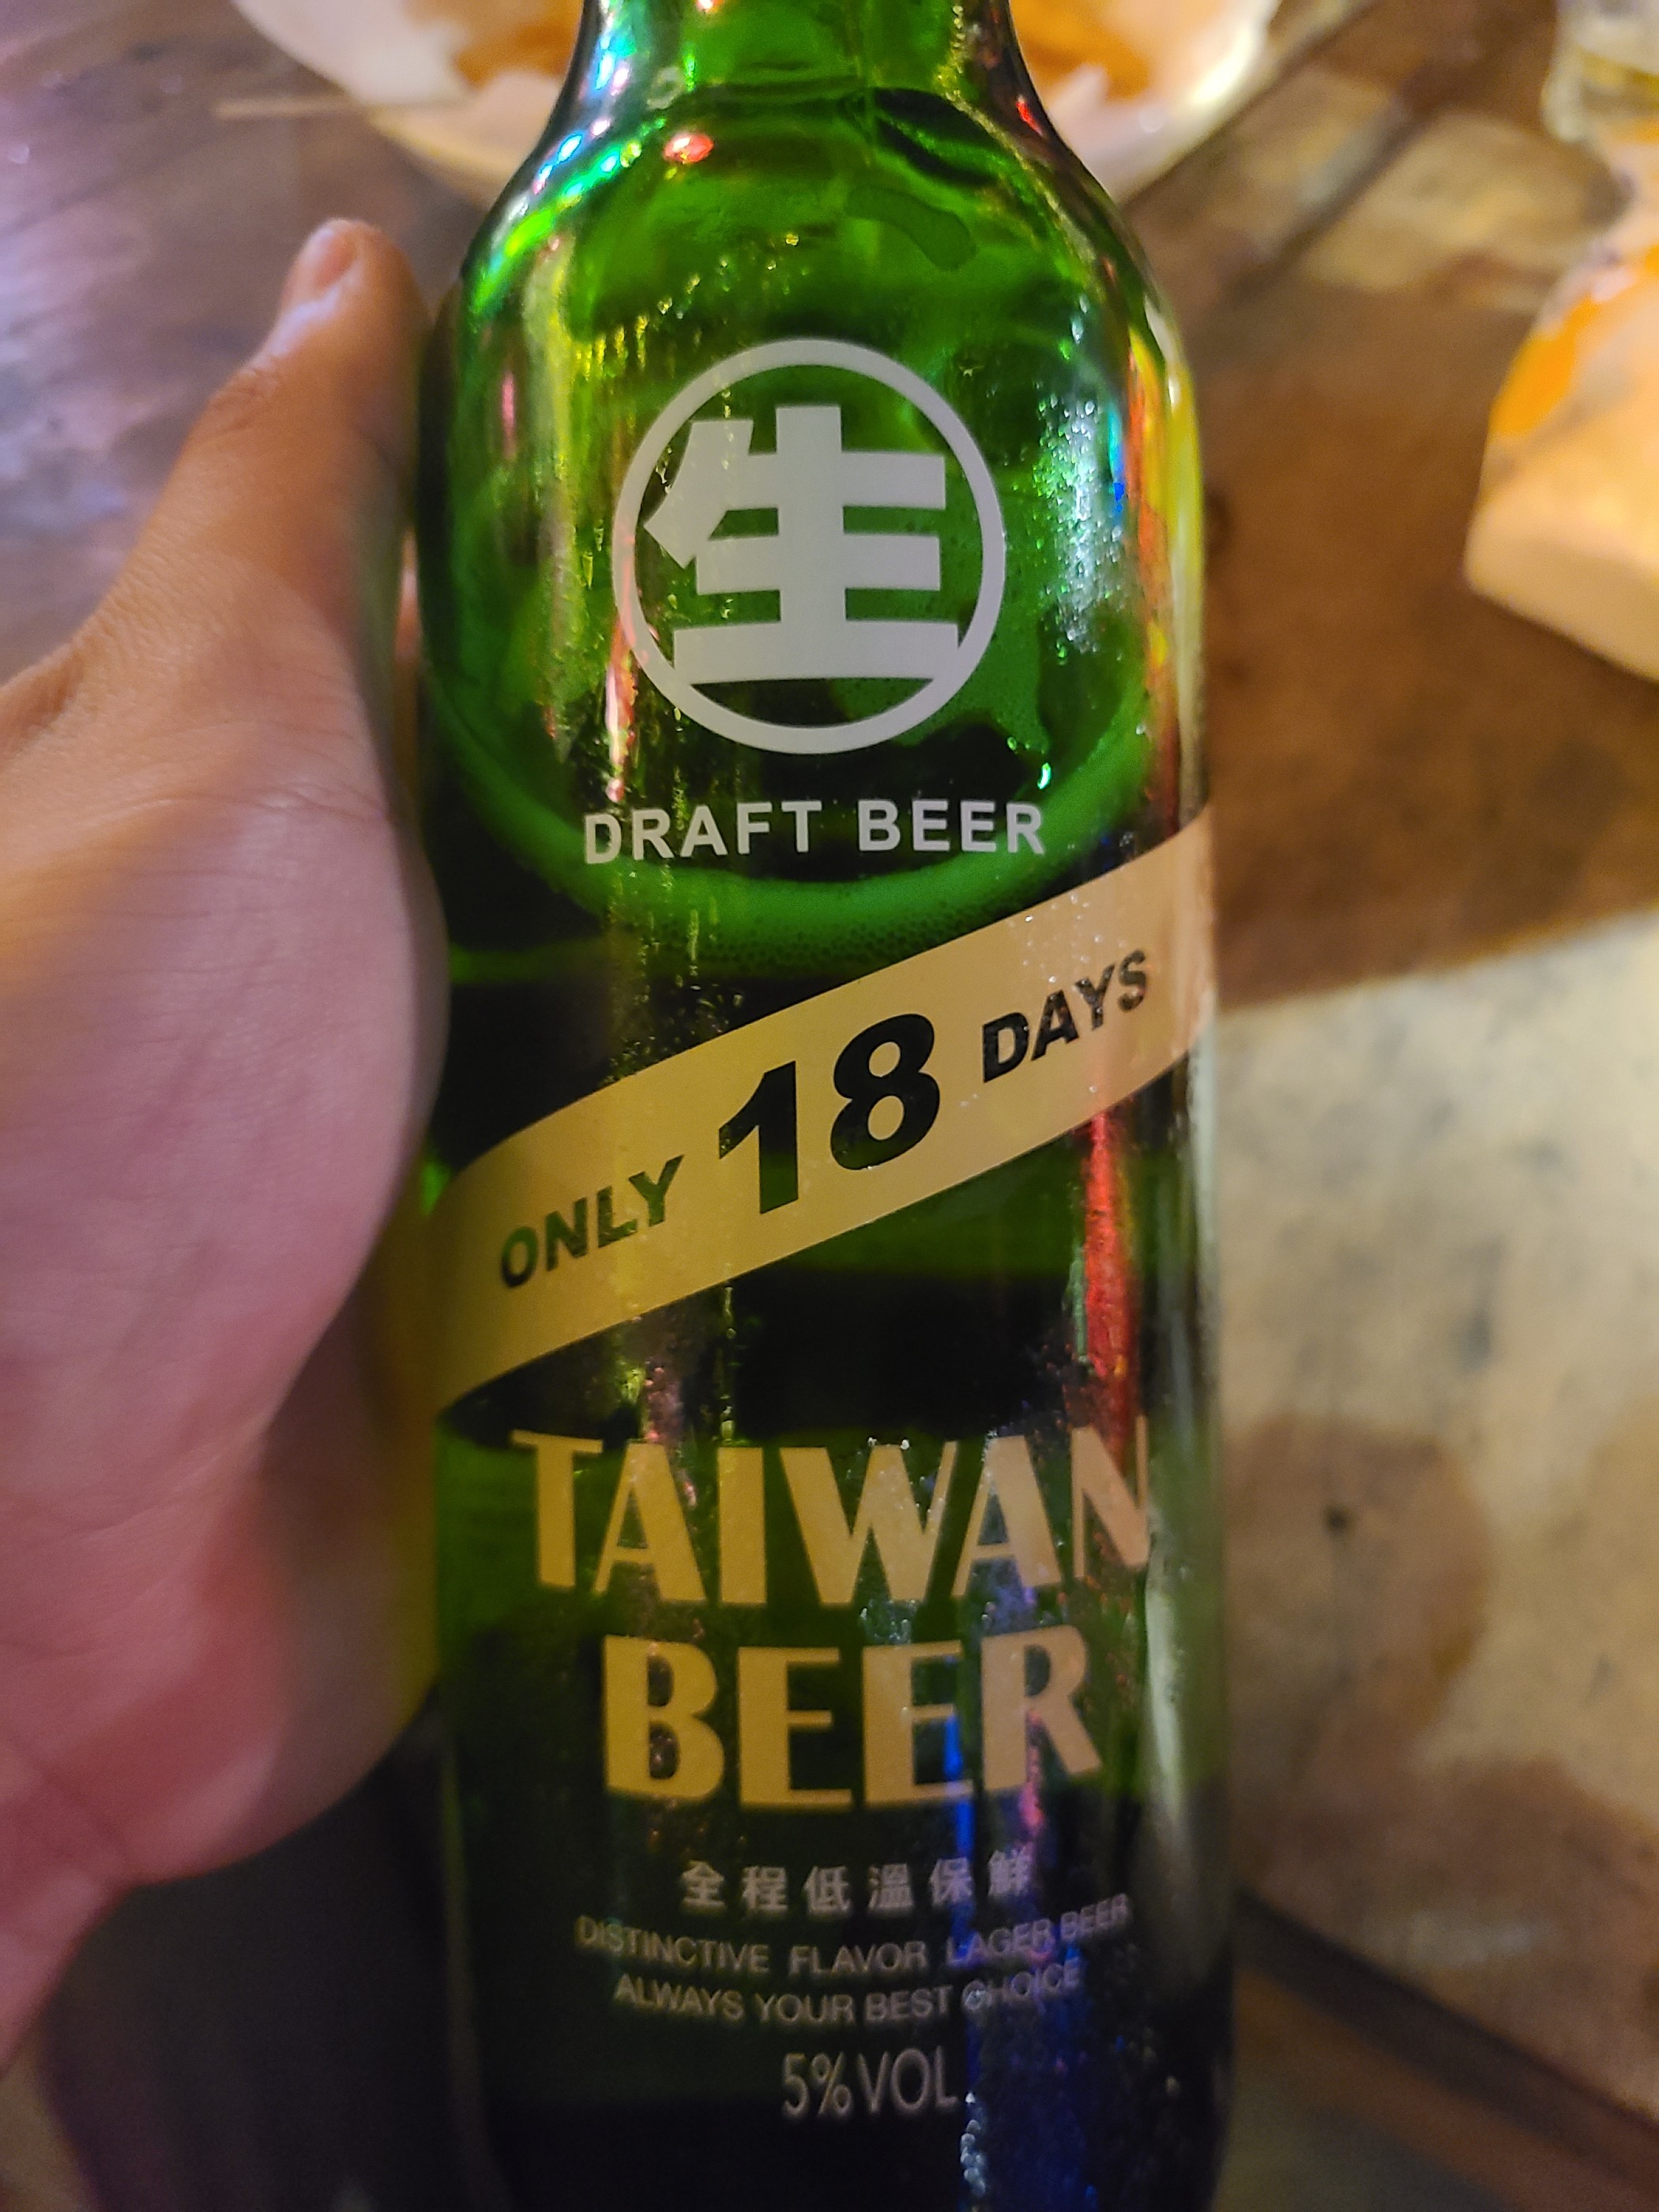 生
DRAFT BEER
ONLY 18 DAYS
TAIWAN
BEER
全程低溫保鮮
DISTINCTIVE FLAVOR LAGER BEER
ALWAYS YOUR BEST CHOICE
5%VOL